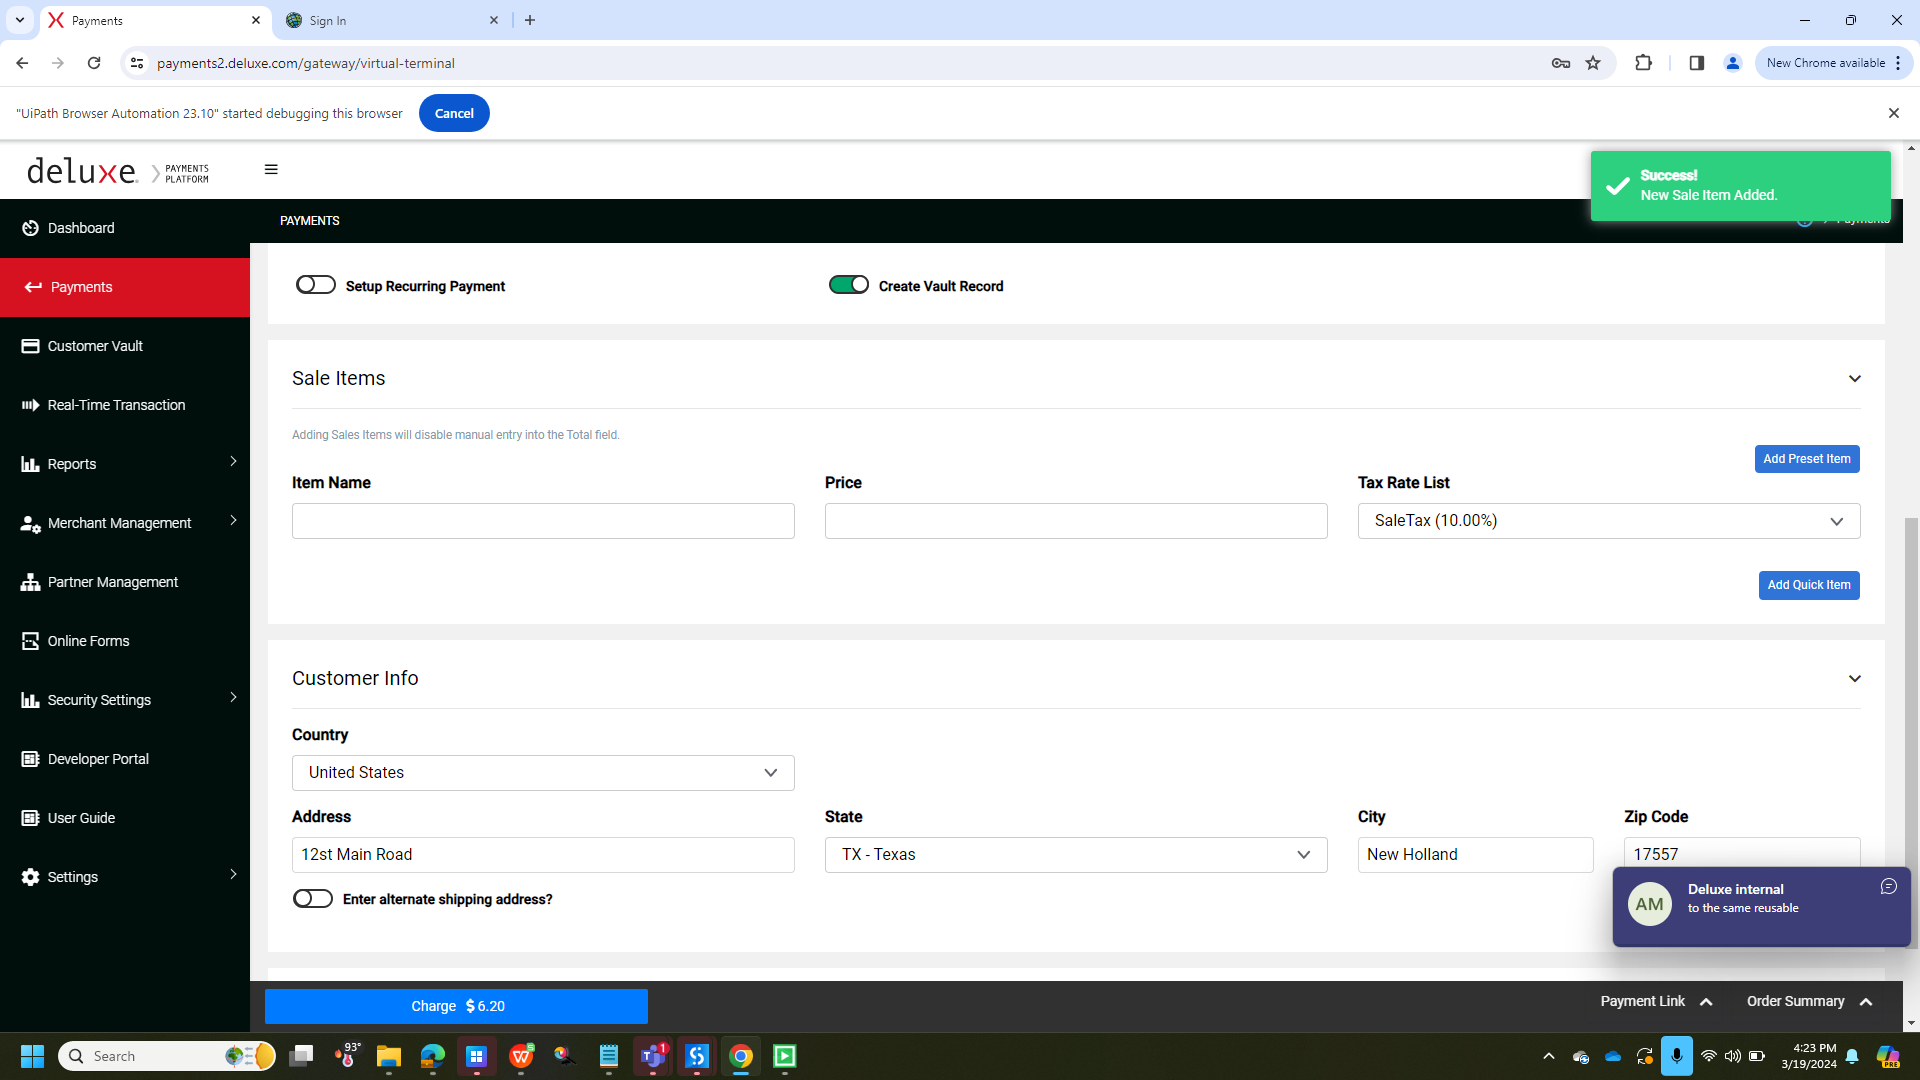 Payments
Sign In
payments2.deluxe.com/gateway/virtual-terminal
New Chrome available
"UiPath Browser Automation 23.10" started debugging this browser
Cancel
deluxe.
PAYMENTS
PLATFORM
Success!
New Sale Item Added.
PAYMENTS
Dashboard
Payments
Customer Vault
Real-Time Transaction
Reports
Merchant Management
Partner Management
Online Forms
Security Settings
Developer Portal
User Guide
Settings
Setup Recurring Payment
Create Vault Record
Sale Items
Adding Sales Items will disable manual entry into the Total field.
Add Preset Item
Item Name
Price
Tax Rate List
SaleTax (10.00%)
Add Quick Item
Customer Info
Country
United States
Address
State
City
Zip Code
12st Main Road
TX - Texas
New Holland
17557
Enter alternate shipping address?
AM
Deluxe internal
to the same reusable
Charge $ 6.20
Payment Link
Order Summary
Search
93°
1
4:23 PM
3/19/2024
PRE